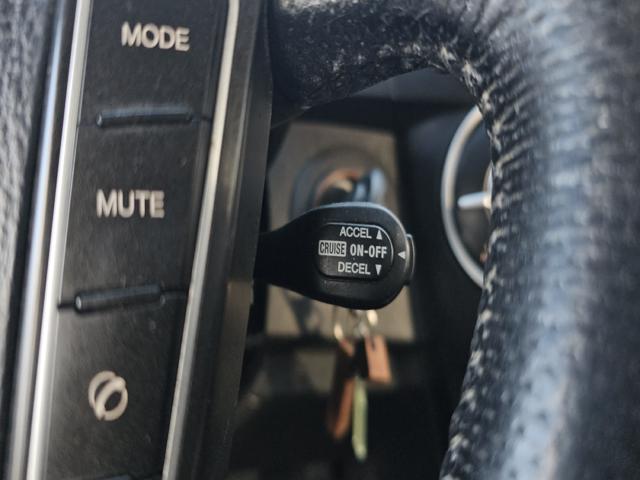 MODE
MUTE
ACCEL ▲
CRUISE ON-OFF ◀
DECEL ▼